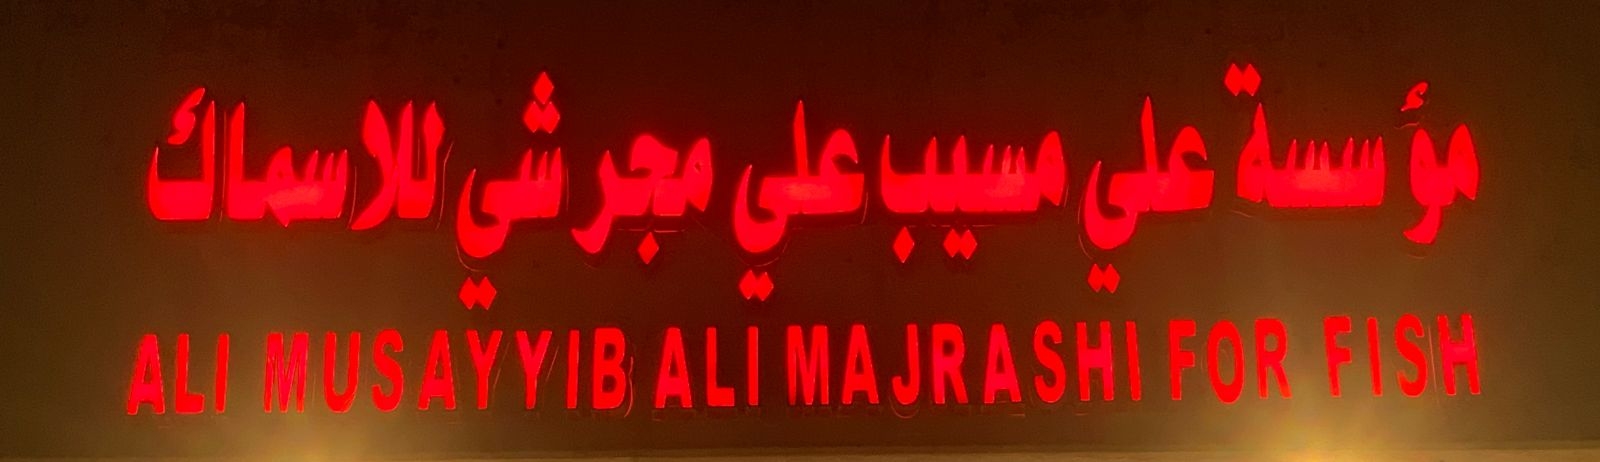 مؤسسة علي مسيب علي مجرشي للاسماك
ALI MUSAYYIB ALI MAJRASHI FOR FISH